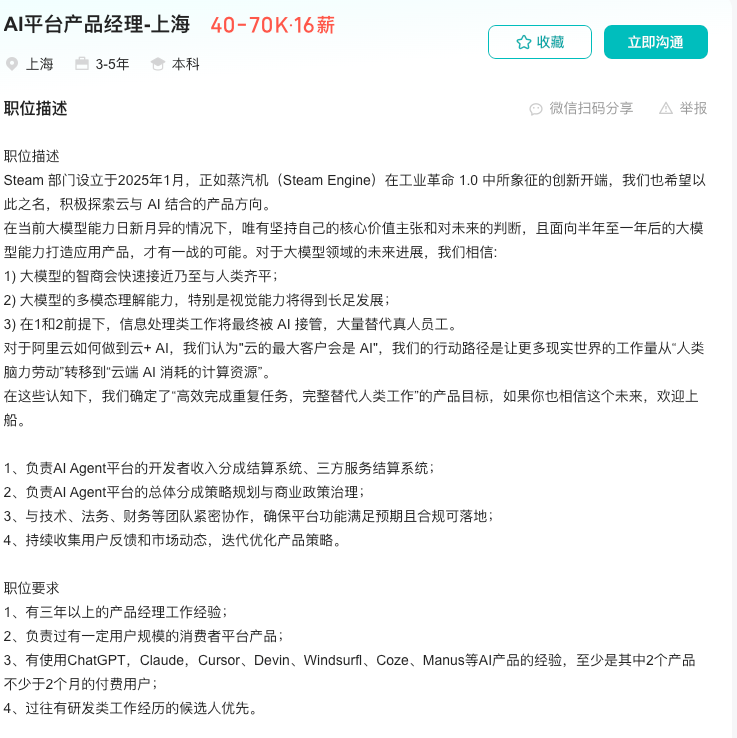 AI平台产品经理-上海 40-70K·16薪
收藏
立即沟通
上海 3-5年 本科
职位描述
微信扫码分享 举报
职位描述
Steam 部门设立于2025年1月，正如蒸汽机（Steam Engine）在工业革命 1.0 中所象征的创新开端，我们也希望以
此之名，积极探索云与 AI 结合的产品方向。
在当前大模型能力日新月异的情况下，唯有坚持自己的核心价值主张和对未来的判断，且面向半年至一年后的大模
型能力打造应用产品，才有一战的可能。对于大模型领域的未来进展，我们相信:
1) 大模型的智商会快速接近乃至与人类齐平；
2) 大模型的多模态理解能力，特别是视觉能力将得到长足发展；
3) 在1和2前提下，信息处理类工作将最终被 AI 接管，大量替代真人员工。
对于阿里云如何做到云+ AI，我们认为"云的最大客户会是 AI"，我们的行动路径是让更多现实世界的工作量从“人类
脑力劳动”转移到“云端 AI 消耗的计算资源”。
在这些认知下，我们确定了“高效完成重复任务，完整替代人类工作”的产品目标，如果你也相信这个未来，欢迎上
船。
1、负责AI Agent平台的开发者收入分成结算系统、三方服务结算系统；
2、负责AI Agent平台的总体分成策略规划与商业政策治理；
3、与技术、法务、财务等团队紧密协作，确保平台功能满足预期且合规可落地；
4、持续收集用户反馈和市场动态，迭代优化产品策略。
职位要求
1、有三年以上的产品经理工作经验；
2、负责过有一定用户规模的消费者平台产品；
3、有使用ChatGPT，Claude，Cursor、Devin、Windsurfl、Coze、Manus等AI产品的经验，至少是其中2个产品
不少于2个月的付费用户；
4、过往有研发类工作经历的候选人优先。